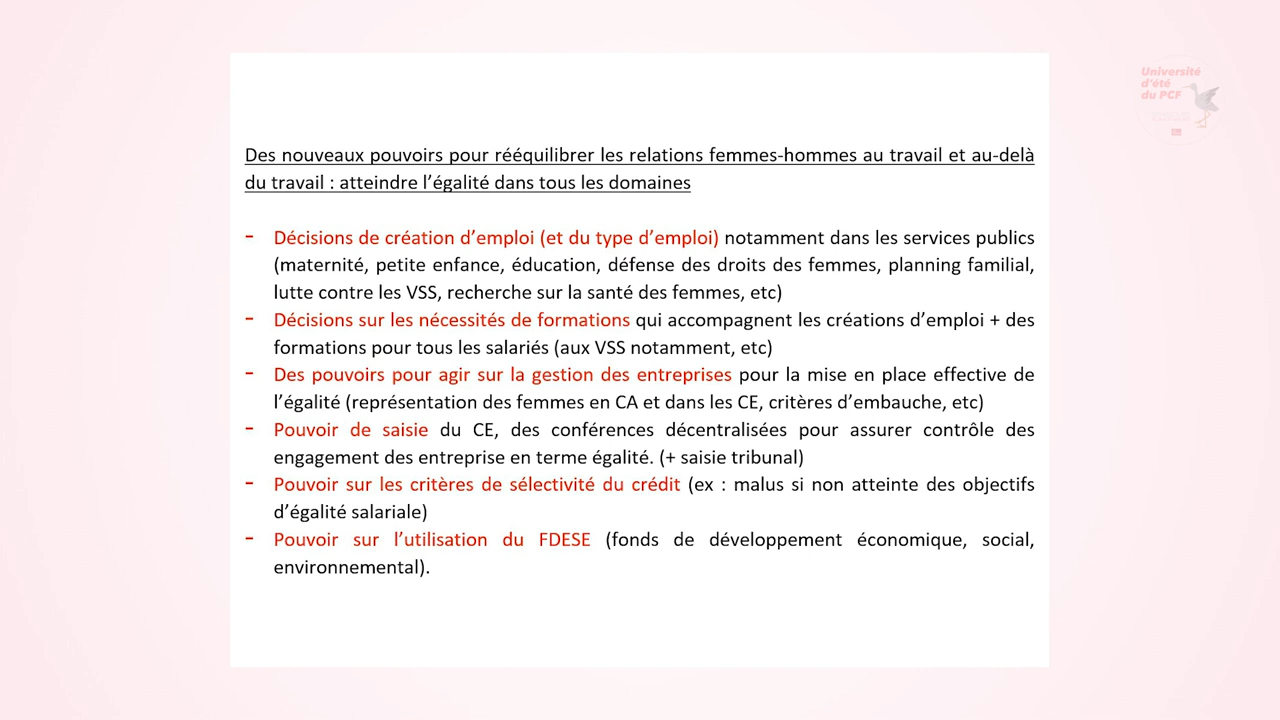 Des nouveaux pouvoirs pour rééquilibrer les relations femmes-hommes au travail et au-delà
du travail : atteindre l'égalité dans tous les domaines
- Décisions de création d'emploi (et du type d'emploi) notamment dans les services publics
(maternité, petite enfance, éducation, défense des droits des femmes, planning familial,
lutte contre les VSS, recherche sur la santé des femmes, etc)
- Décisions sur les nécessités de formations qui accompagnent les créations d'emploi + des
formations pour tous les salariés (aux VSS notamment, etc)
- Des pouvoirs pour agir sur la gestion des entreprises pour la mise en place effective de
l'égalité (représentation des femmes en CA et dans les CE, critères d'embauche, etc)
- Pouvoir de saisie du CE, des conférences décentralisées pour assurer contrôle des
engagement des entreprise en terme égalité. (+ saisie tribunal)
- Pouvoir sur les critères de sélectivité du crédit (ex : malus si non atteinte des objectifs
d'égalité salariale)
- Pouvoir sur l'utilisation du FDESE (fonds de développement économique, social,
environnemental).
Université
d'été
du PCF